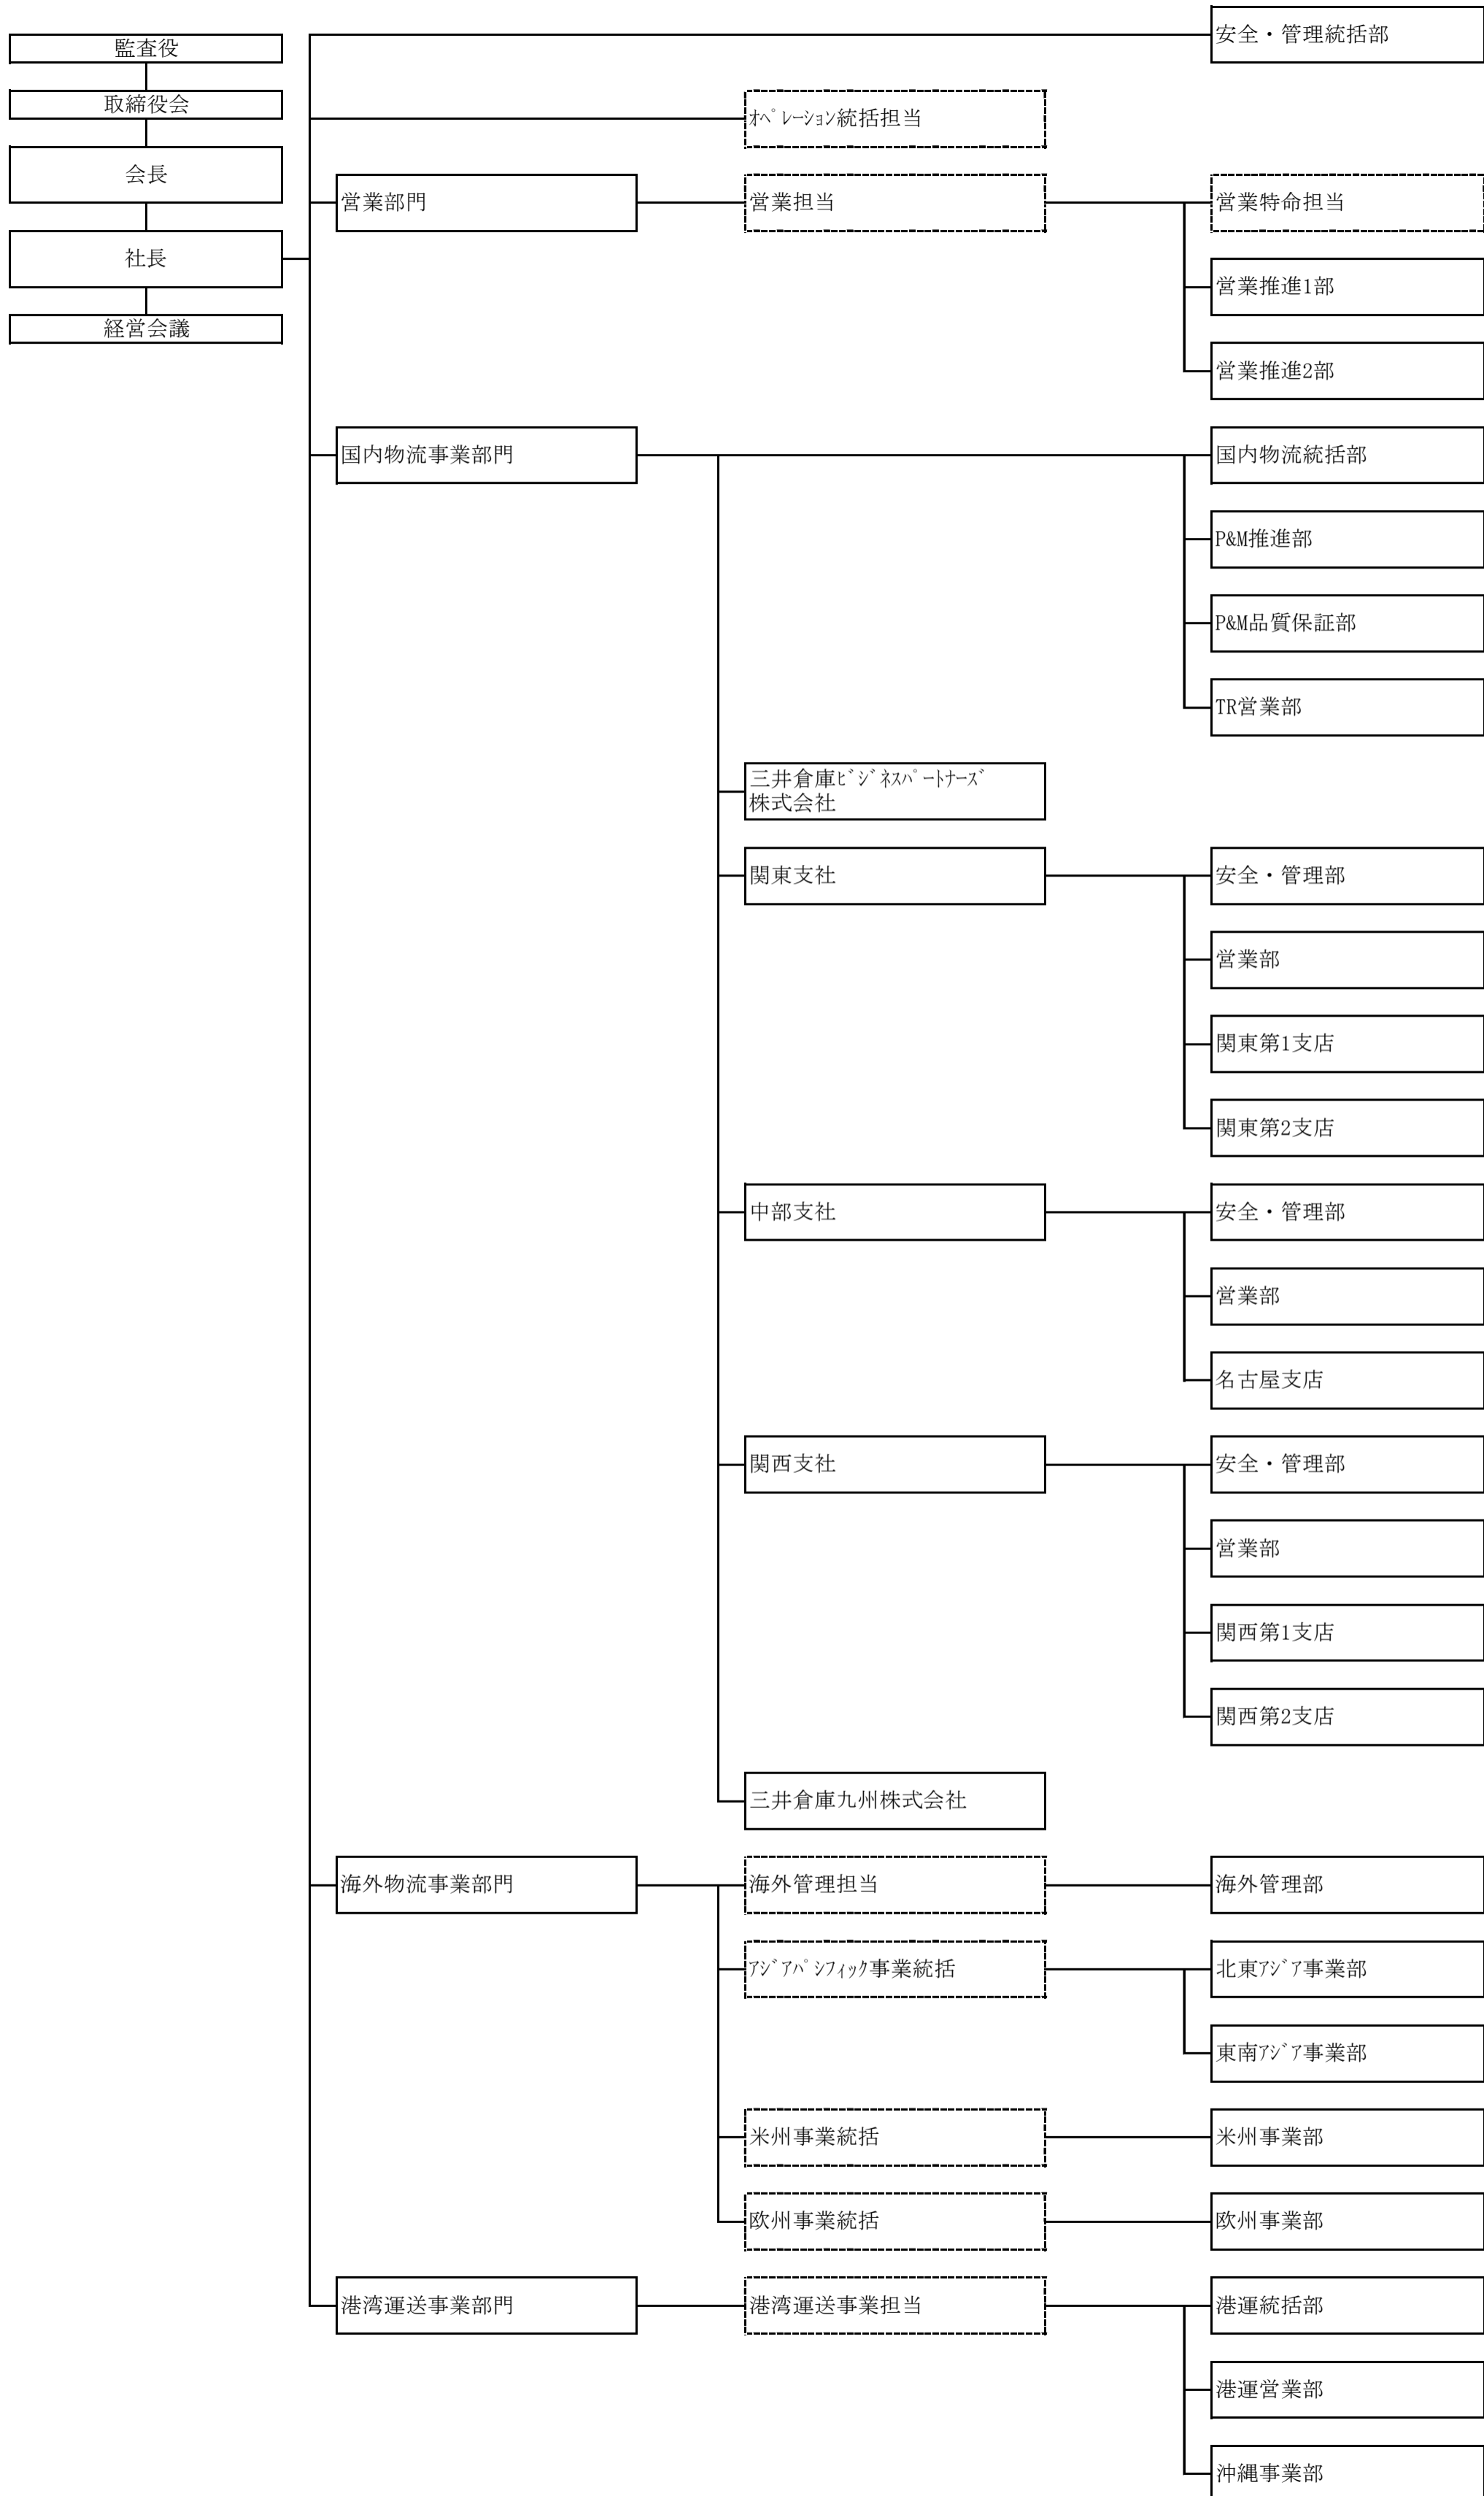 監査役
取締役会
会長
社長
経営会議
安全・管理統括部
ｵﾍﾟﾚｰｼｮﾝ統括担当
営業部門
営業担当
営業特命担当
営業推進1部
営業推進2部
国内物流事業部門
国内物流統括部
P&M推進部
P&M品質保証部
TR営業部
三井倉庫ﾋﾞｼﾞﾈｽﾊﾟｰﾄﾅｰｽﾞ
株式会社
関東支社
安全・管理部
営業部
関東第1支店
関東第2支店
中部支社
安全・管理部
営業部
名古屋支店
関西支社
安全・管理部
営業部
関西第1支店
関西第2支店
三井倉庫九州株式会社
海外物流事業部門
海外管理担当
海外管理部
ｱｼﾞｱﾊﾟｼﾌｨｯｸ事業統括
北東ｱｼﾞｱ事業部
東南ｱｼﾞｱ事業部
米州事業統括
米州事業部
欧州事業統括
欧州事業部
港湾運送事業部門
港湾運送事業担当
港運統括部
港運営業部
沖縄事業部